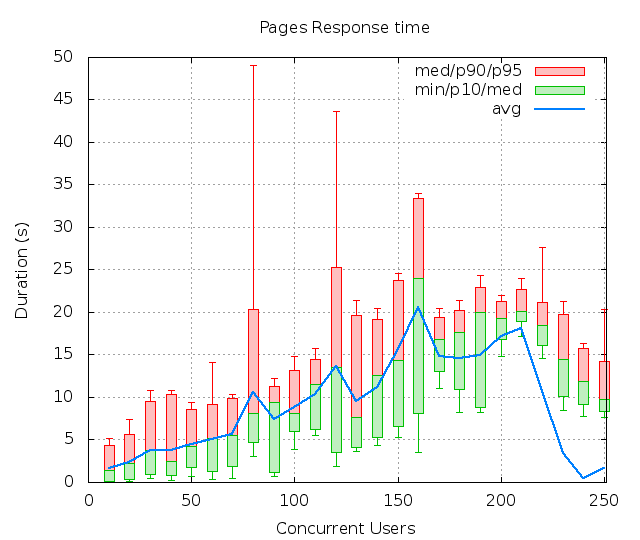 Pages Response time
med/p90/p95
min/p10/med
avg
Duration (s)
50
45
40
35
30
25
20
15
10
5
0
0 50 100 150 200 250
Concurrent Users